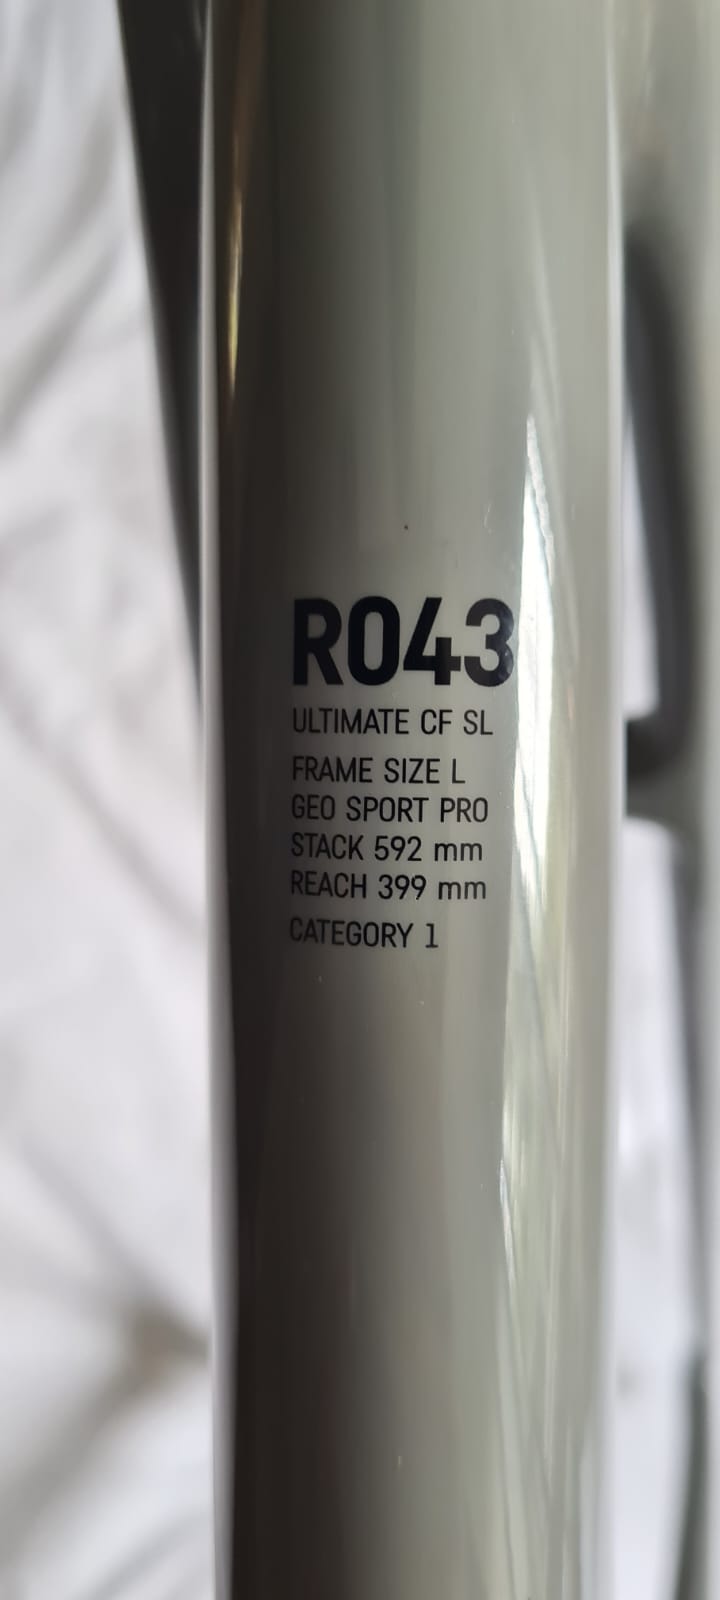 R043
ULTIMATE CF SL
FRAME SIZE L
GEO SPORT PRO
STACK 592 mm
REACH 399 mm
CATEGORY 1